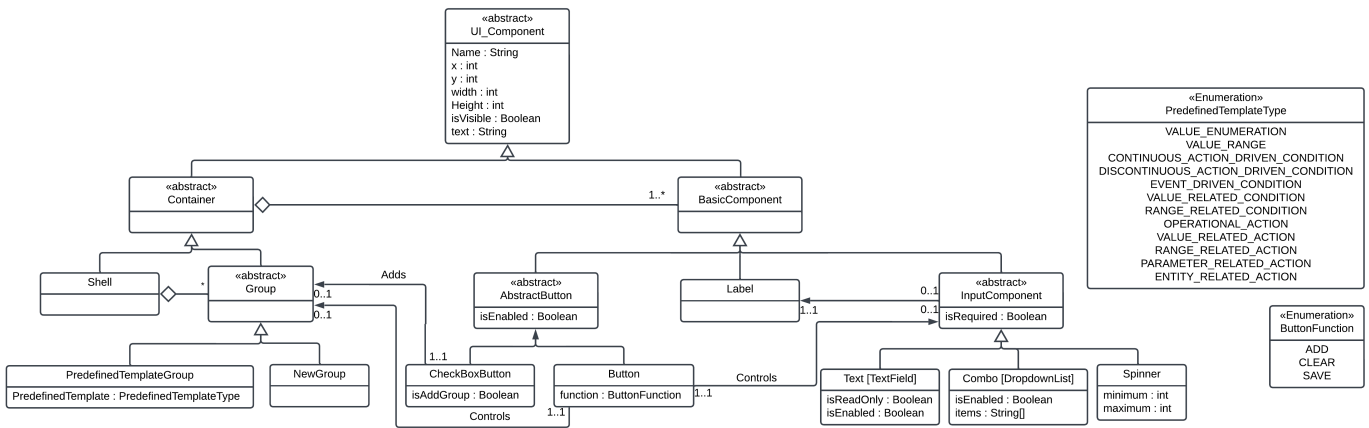 «abstract»
UI_Component
Name : String
x : int
y : int
width : int
Height : int
isVisible : Boolean
text : String
«Enumeration»
PredefinedTemplateType
VALUE_ENUMERATION
VALUE_RANGE
CONTINUOUS_ACTION_DRIVEN_CONDITION
DISCONTINUOUS_ACTION_DRIVEN_CONDITION
EVENT_DRIVEN_CONDITION
VALUE_RELATED_CONDITION
RANGE_RELATED_CONDITION
OPERATIONAL_ACTION
VALUE_RELATED_ACTION
RANGE_RELATED_ACTION
PARAMETER_RELATED_ACTION
ENTITY_RELATED_ACTION
«abstract»
Container
1..*
«abstract»
BasicComponent
Shell
*
«abstract»
Group
Adds
0..1
0..1
«abstract»
AbstractButton
isEnabled : Boolean
Label
0..1
1..1
0..1
«abstract»
InputComponent
isRequired : Boolean
«Enumeration»
ButtonFunction
ADD
CLEAR
SAVE
PredefinedTemplateGroup
PredefinedTemplate : PredefinedTemplateType
NewGroup
1..1
CheckBoxButton
isAddGroup : Boolean
Button
function : ButtonFunction
Controls
1..1
Controls
1..1
Text [TextField]
isReadOnly : Boolean
isEnabled : Boolean
Combo [DropdownList]
isEnabled : Boolean
items : String[]
Spinner
minimum : int
maximum : int